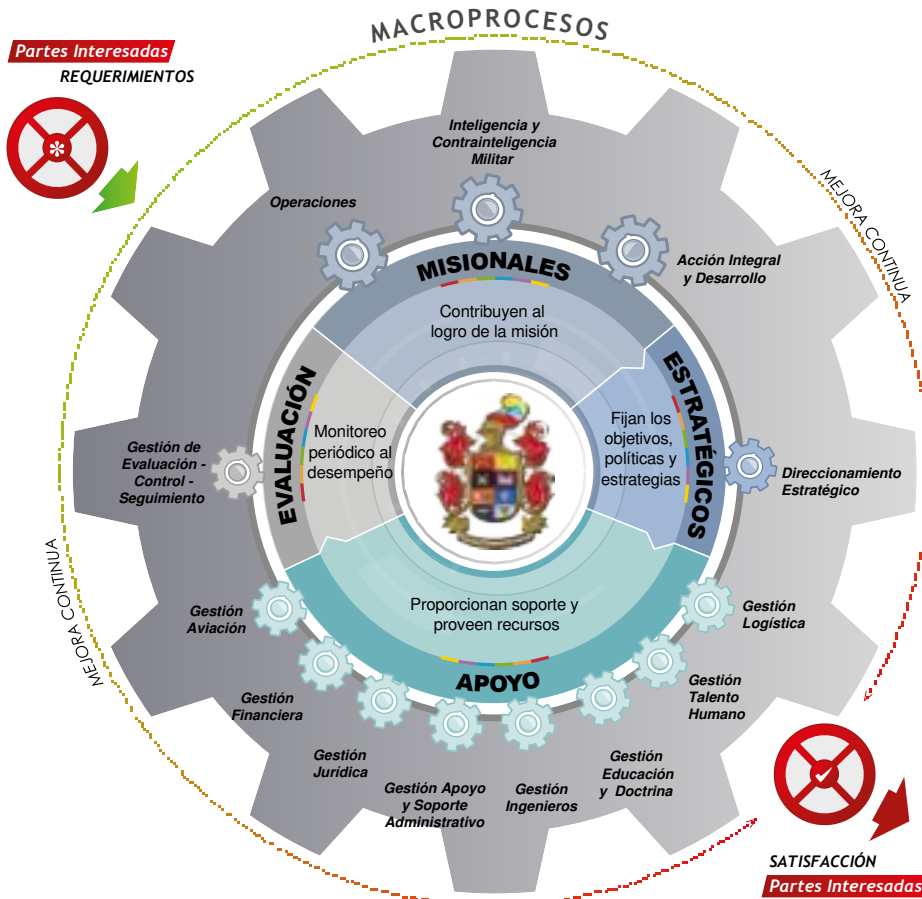 MACROPROCESOS
Partes Interesadas
REQUERIMIENTOS
Inteligencia y
Contrainteligencia
Militar
Operaciones
Acción Integral
y Desarrollo
MEJORA CONTINUA
MISIONALES
Contribuyen al
logro de la misión
ESTRATÉGICOS
Fijan los
objetivos,
políticas y
estrategias
Direccionamiento
Estratégico
EVALUACIÓN
Monitoreo
periódico al
desempeño
Gestión de
Evaluación -
Control -
Seguimiento
MEJORA CONTINUA
Proporcionan soporte y
proveen recursos
APOYO
Gestión
Aviación
Gestión
Financiera
Gestión
Jurídica
Gestión Apoyo
y Soporte
Administrativo
Gestión
Ingenieros
Gestión
Educación
y Doctrina
Gestión
Talento
Humano
Gestión
Logística
SATISFACCIÓN
Partes Interesadas